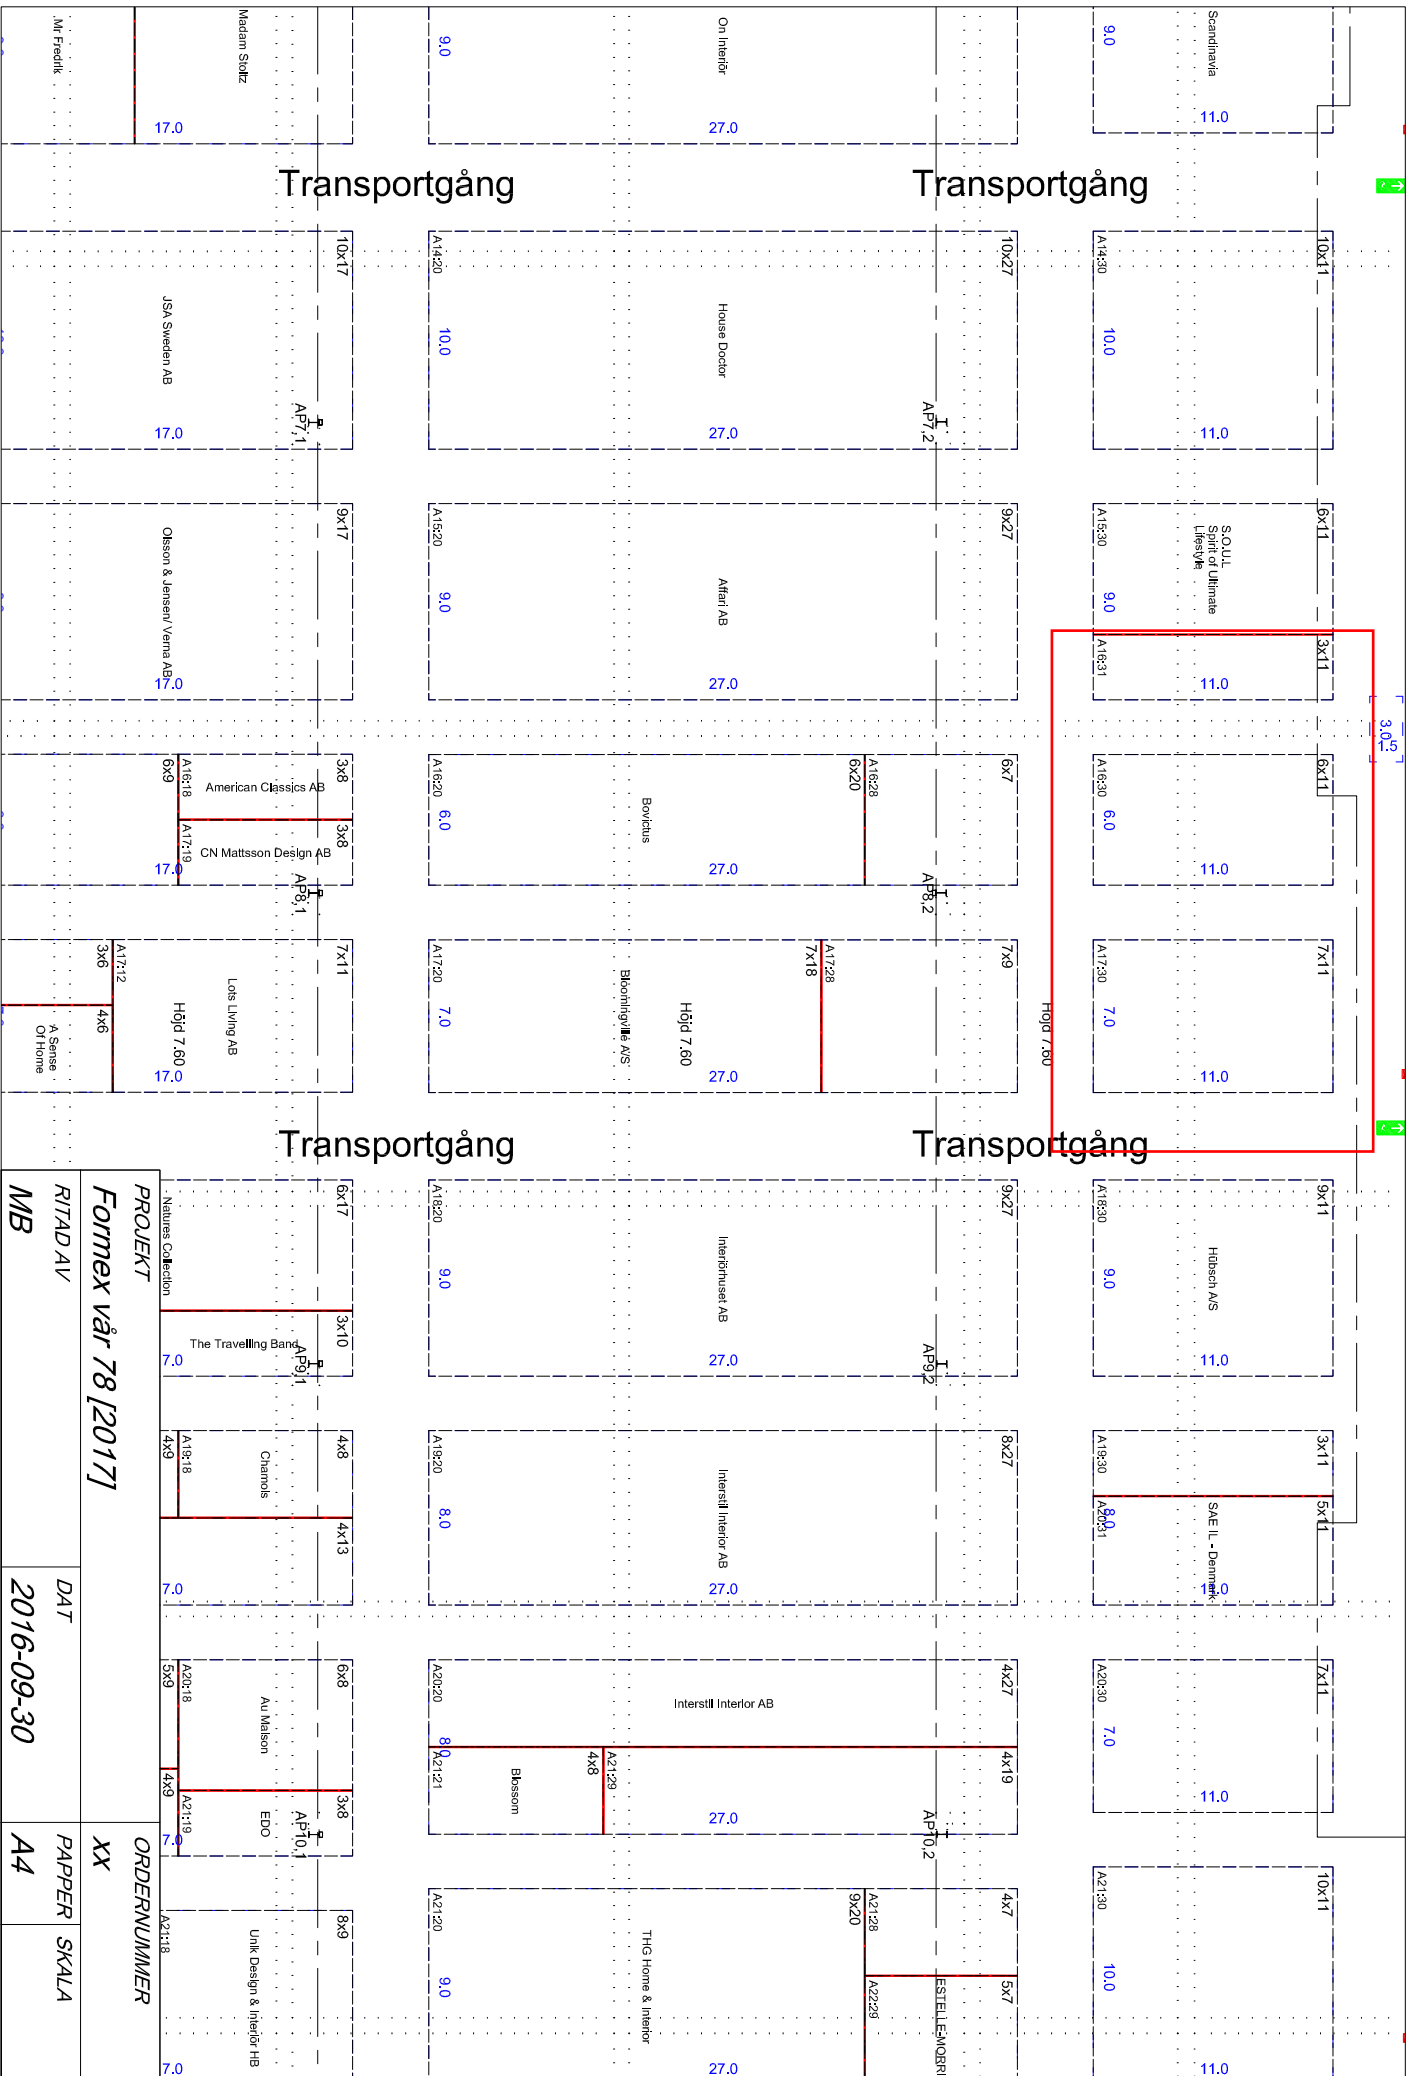 Scandinavia
9.0
11.0
On Interiör
9.0
27.0
Madam Stoltz
17.0
.Mr Fredrik
Transportgång
Transportgång
10x11
A14:30
10.0
11.0
10x27
House Doctor
A14:20
10.0
27.0
AP7,2
10x17
JSA Sweden AB
17.0
AP7,1
6x11
S.O.U.L
Spirit of Ultimate
Lifestyle
A15:30
9.0
3x11
A16:31
11.0
9x27
Affari AB
A15:20
9.0
27.0
9x17
Olsson & Jensen/ Verna AB
17.0
3.0
1.5
6x11
A16:30
6.0
11.0
6x7
A16:28
6x20
Bovictus
A16:20
6.0
27.0
AP8,2
3x8
American Classics AB
A16:18
6x9
3x8
CN Mattsson Design AB
A17:19
17.0
AP8,1
7x11
A17:30
7.0
11.0
Höjd 7.60
7x9
A17:28
7x18
Höjd 7.60
Bloomingville A/S
A17:20
7.0
27.0
7x11
Lots Living AB
Höjd 7.60
A17:12
3x6
4x6
A Sense
Of Home
17.0
Transportgång
Transportgång
9x11
Hübsch A/S
A18:30
9.0
11.0
9x27
Interiörhuset AB
A18:20
9.0
27.0
AP9,2
6x17
Natures Collection
3x10
The Travelling Band
AP9,1
7.0
3x11
A19:30
8.0
5x11
A20:31
SAE IL - Denmark
11.0
8x27
Interstil Interior AB
A19:20
8.0
27.0
4x8
Chamois
A19:18
4x9
4x13
7.0
7x11
A20:30
7.0
11.0
4x27
Interstil Interior AB
A20:20
8.0
4x19
A21:29
4x8
Blossom
A21:21
27.0
AP10,2
6x8
Au Maison
A20:18
5x9
4x9
3x8
EDO
A21:19
AP10,1
7.0
10x11
A21:30
10.0
11.0
4x7
A21:28
9x20
5x7
A22:29
ESTELLE-MORRI
THG Home & Interior
A21:20
9.0
27.0
8x9
Unik Design & Interiör HB
A21:18
7.0
PROJEKT
Formex vår 78 [2017]
ORDERNUMMER
XX
RITAD AV
MB
DAT
2016-09-30
PAPPER
A4
SKALA